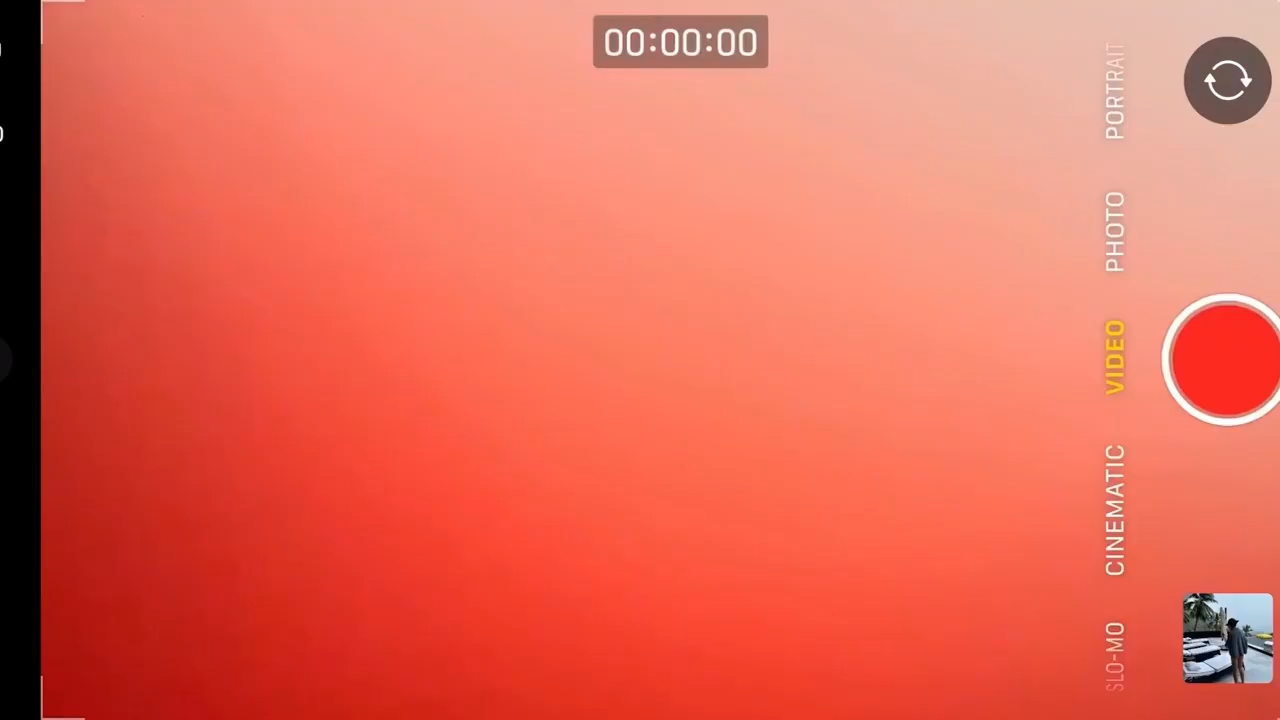 00:00:00
PORTRAIT
PHOTO
VIDEO
CINEMATIC
SLO-MO